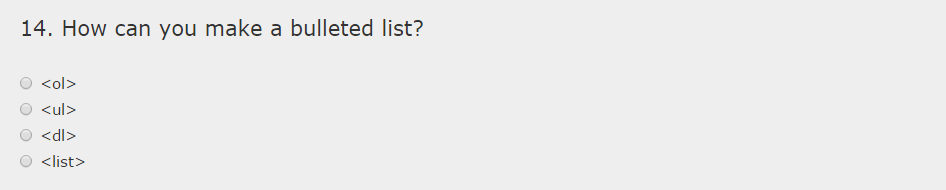 14. How can you make a bulleted list?
<ol>
<ul>
<dl>
<list>